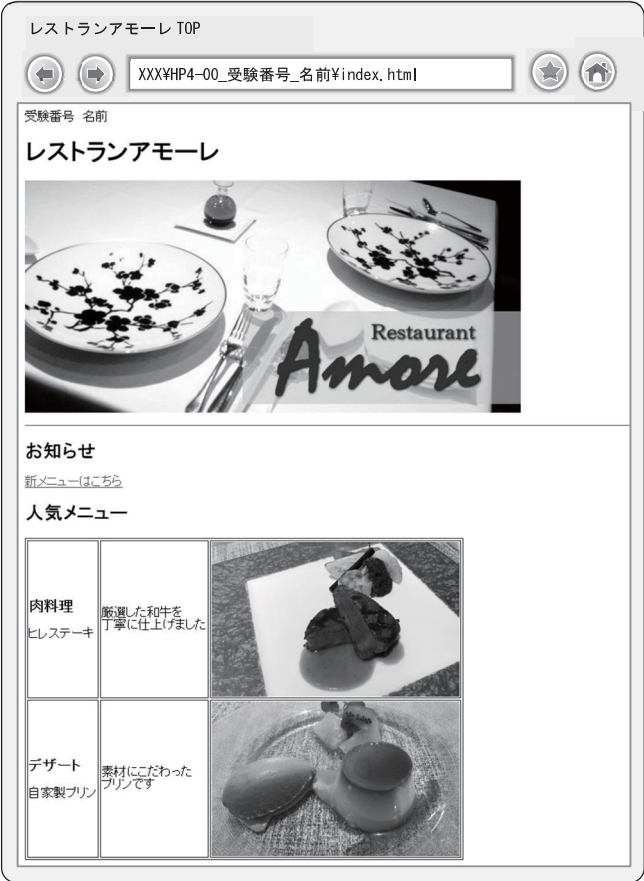 レストランアモーレ TOP
XXX¥HP4-00_受験番号_名前¥index.html
受験番号 名前
レストランアモーレ
Restaurant
Amore
お知らせ
新メニューはこちら
人気メニュー
肉料理
ヒレステーキ
厳選した和牛を
丁寧に仕上げました
デザート
自家製プリン
素材にこだわった
プリンです